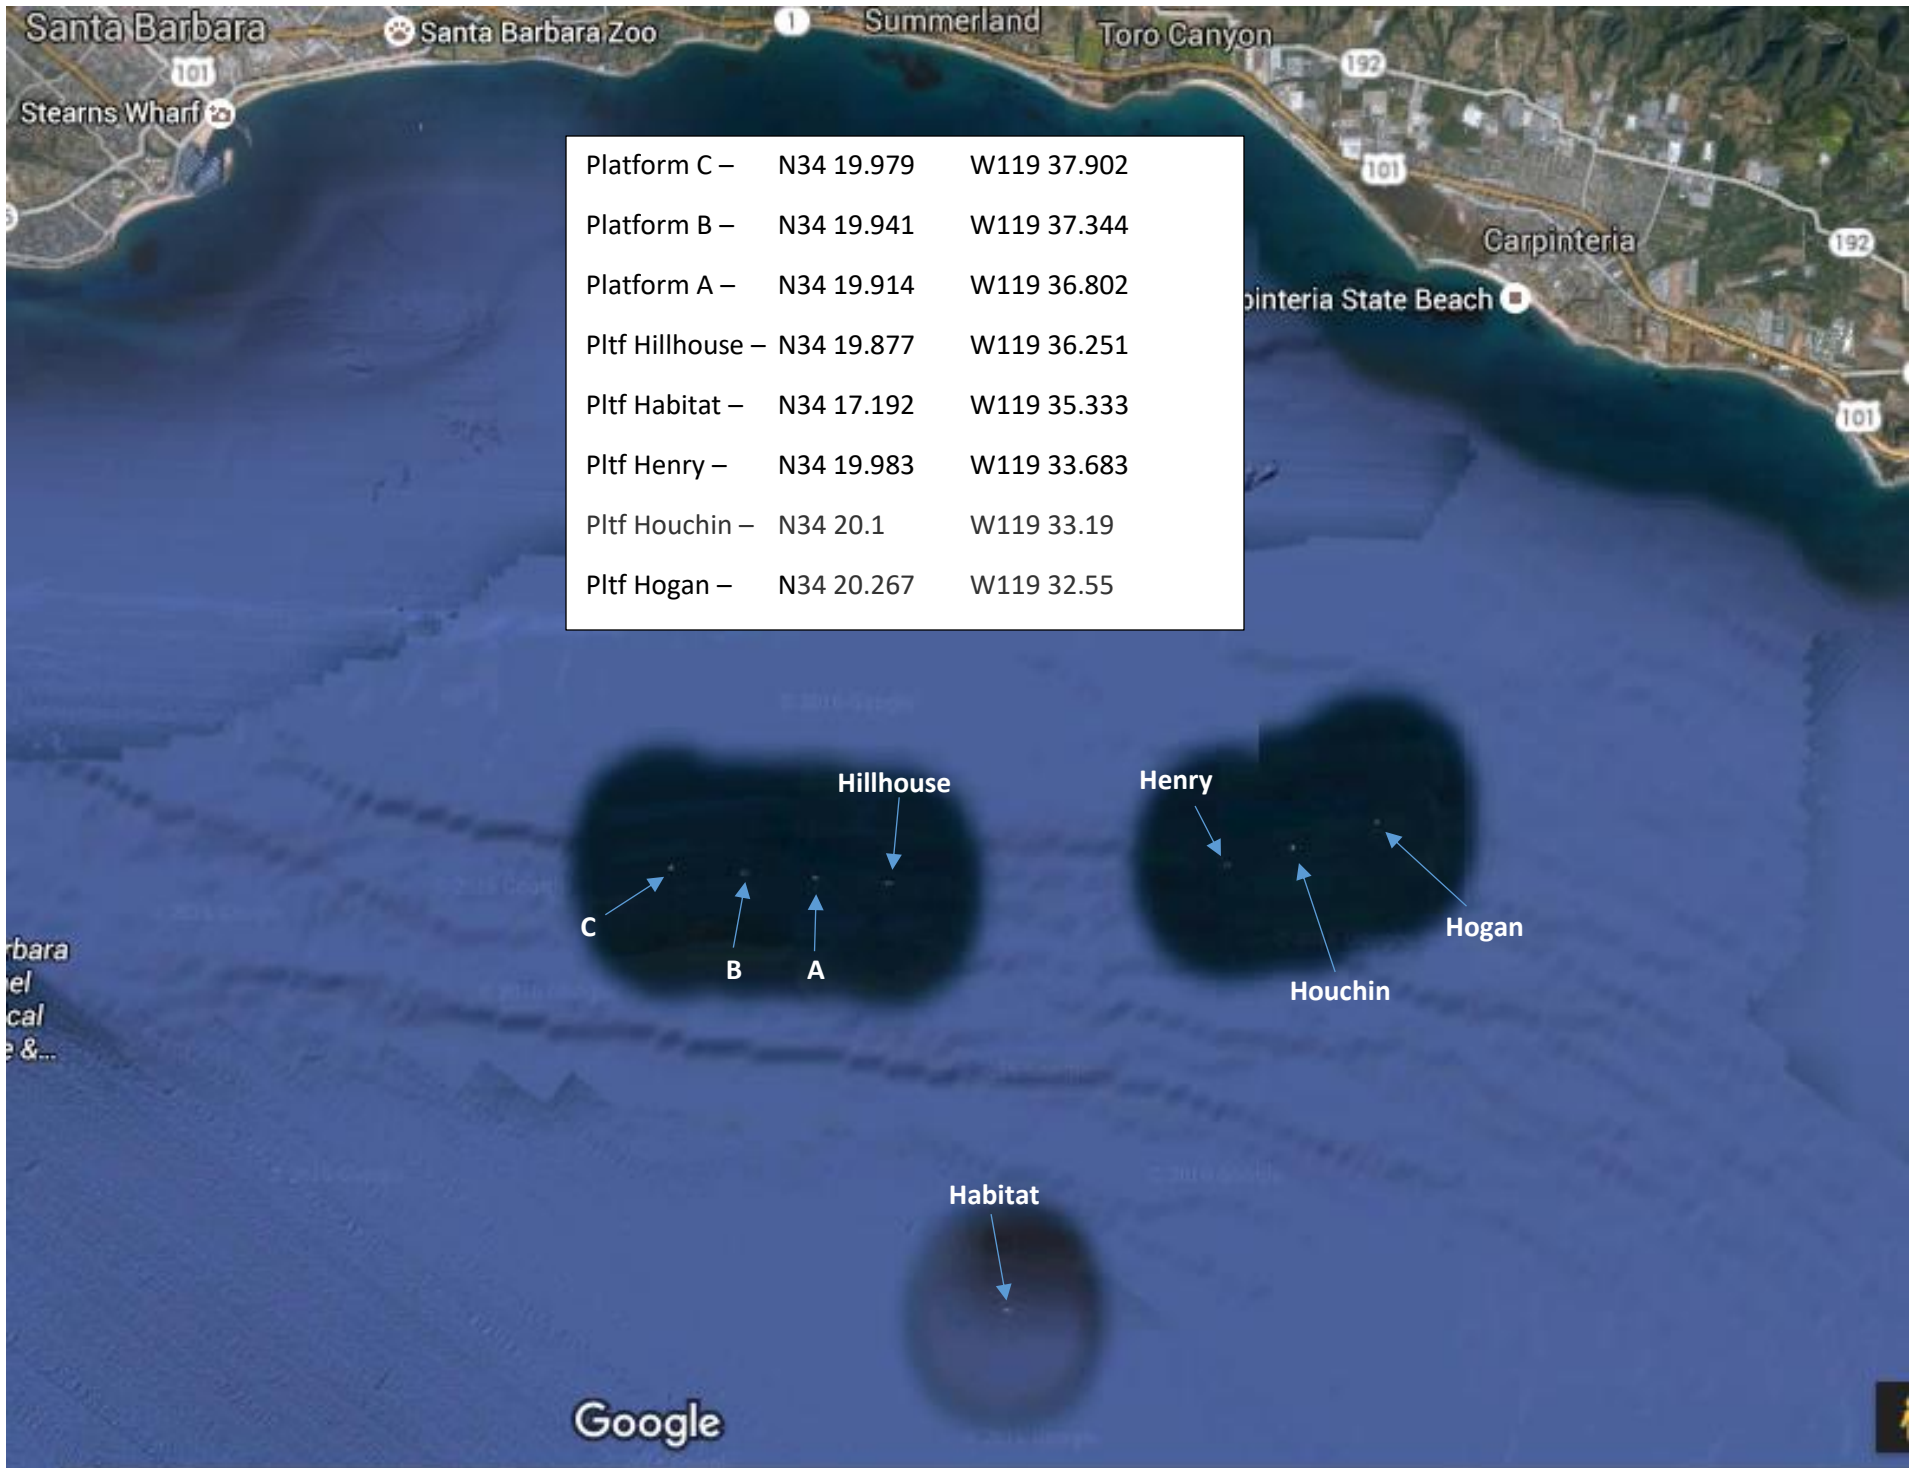 Santa Barbara
Santa Barbara Zoo
1
Summerland
Toro Canyon
101
192
Stearns Wharf
101
Carpinteria
192
pinteria State Beach
101
Platform C – N34 19.979 W119 37.902
Platform B – N34 19.941 W119 37.344
Platform A – N34 19.914 W119 36.802
Pltf Hillhouse – N34 19.877 W119 36.251
Pltf Habitat – N34 17.192 W119 35.333
Pltf Henry – N34 19.983 W119 33.683
Pltf Houchin – N34 20.1 W119 33.19
Pltf Hogan – N34 20.267 W119 32.55
© 2016 Google
Hillhouse
Henry
C
B
A
Hogan
Houchin
rbara
el
cal
e &...
Habitat
Google